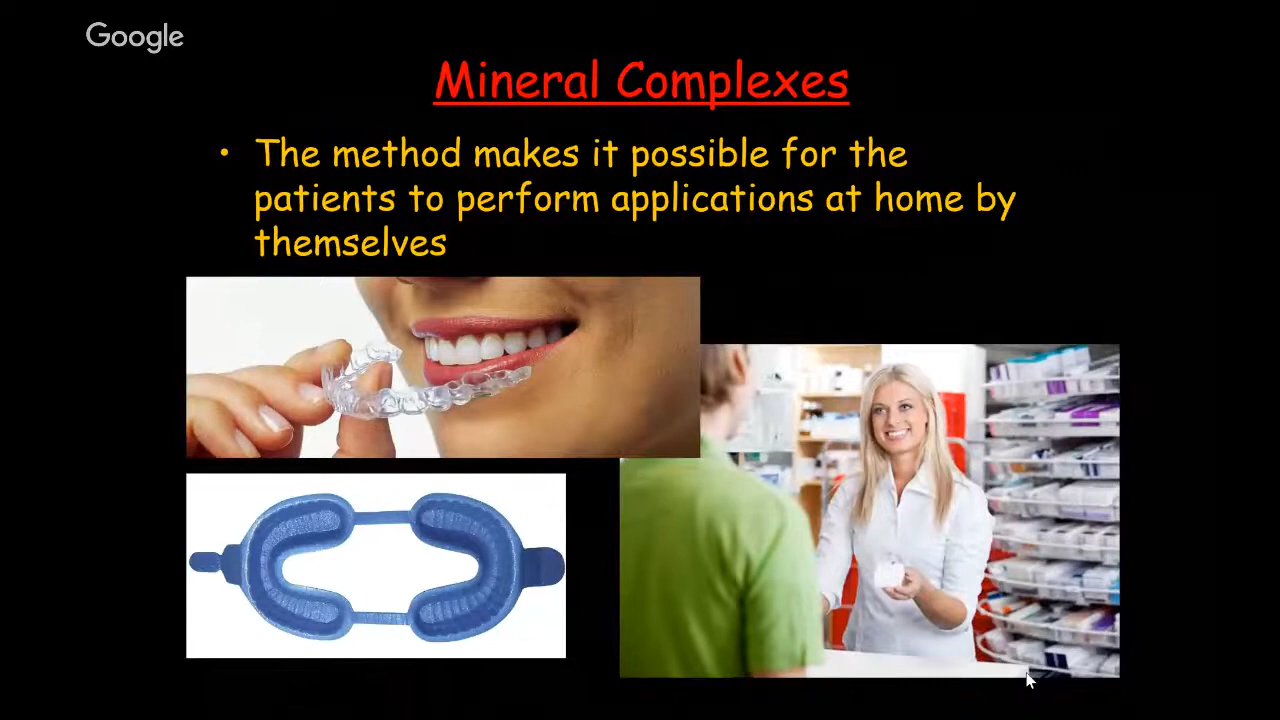 Google
Mineral Complexes
• The method makes it possible for the
patients to perform applications at home by
themselves